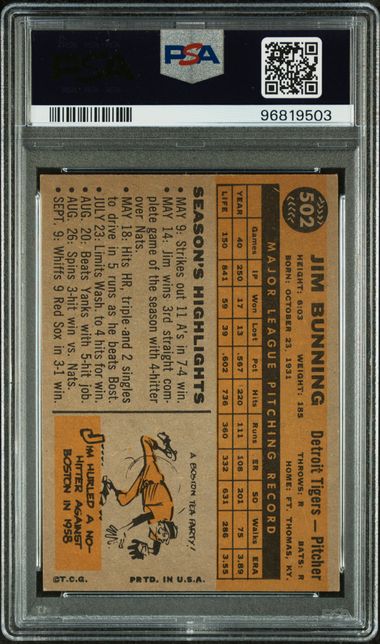 PSA
PSA
96819503
502
JIM BUNNING
Detroit Tigers — Pitcher
HEIGHT: 6:03 WEIGHT: 185 THROWS: R BATS: R
BORN: OCTOBER 23, 1931 HOME: FT. THOMAS, KY.
MAJOR LEAGUE PITCHING RECORD
Games IP Won Lost Pct Hits Runs ER SO Walks ERA
YEAR 40 250 17 13 .567 220 111 108 201 75 3.89
LIFE 150 841 59 39 .602 736 360 332 631 286 3.55
SEASON'S HIGHLIGHTS
• MAY 9: Strikes out 11 A's in 7-4 win.
• MAY 14: Jim wins 3rd straight com-
plete game of the season with 4-hitter
over Nats.
• MAY 18: Hits HR, triple and 2 singles
to drive in 5 runs as he beats Bost.
• JULY 23: Limits Wash to 4 hits for win.
• AUG. 20: Beats Yanks with 5-hit job.
• AUG. 26: Spins 3-hit win vs. Nats.
• SEPT. 9: Whiffs 9 Red Sox in 3-1 win.
A BOSTON TEA PARTY!
JIM HURLED A NO-
HITTER AGAINST
BOSTON IN 1958
©T.C.G. PRTD. IN U.S.A.